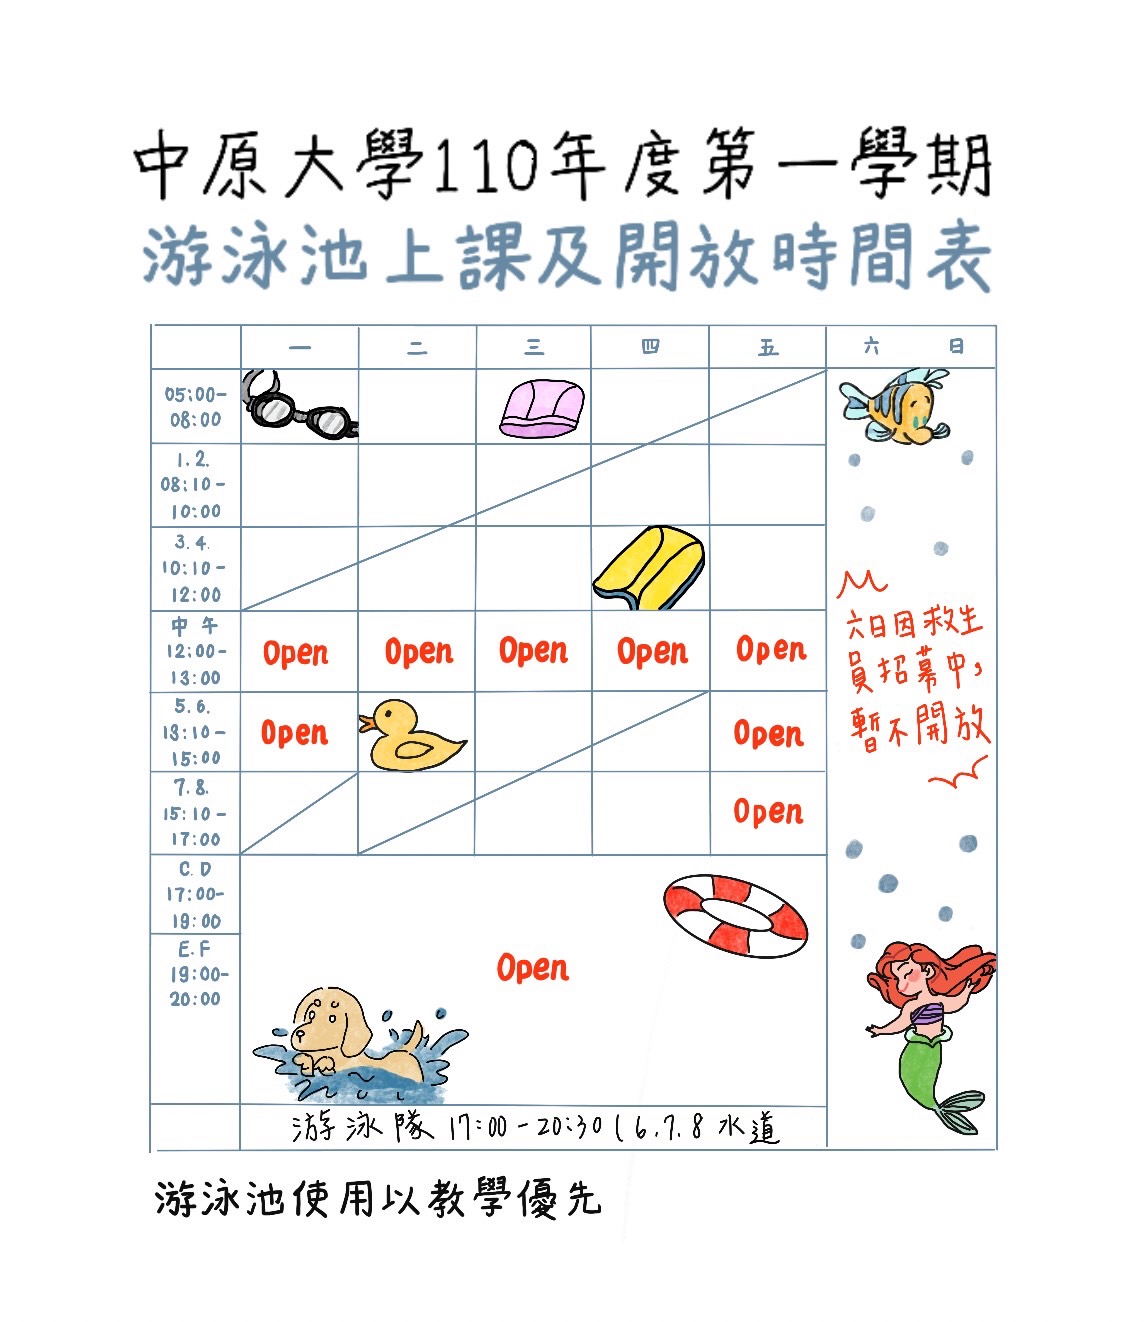 中原大學110年度第一學期
游泳池上課及開放時間表
一 二 三 四 五 六 日
05:00-
08:00
1.2.
08:10-
10:00
3.4.
10:10-
12:00
中午
12:00-
13:00
Open Open Open Open Open
5.6.
13:10-
15:00
Open Open
7.8.
15:10-
17:00
Open
六日因救生
員招募中,
暫不開放
C.D
17:00-
19:00
E.F
19:00-
20:00
Open
游泳隊 17:00-20:30 ( 6.7.8 水道
游泳池使用以教學優先